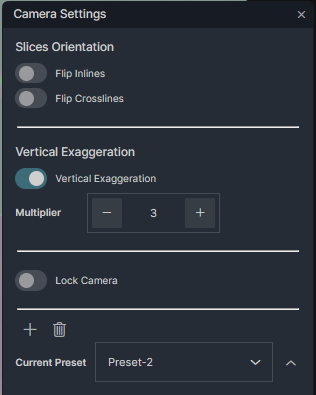 Camera Settings
Slices Orientation
Flip Inlines
Flip Crosslines
Vertical Exaggeration
Vertical Exaggeration
Multiplier 3
Lock Camera
Current Preset Preset-2